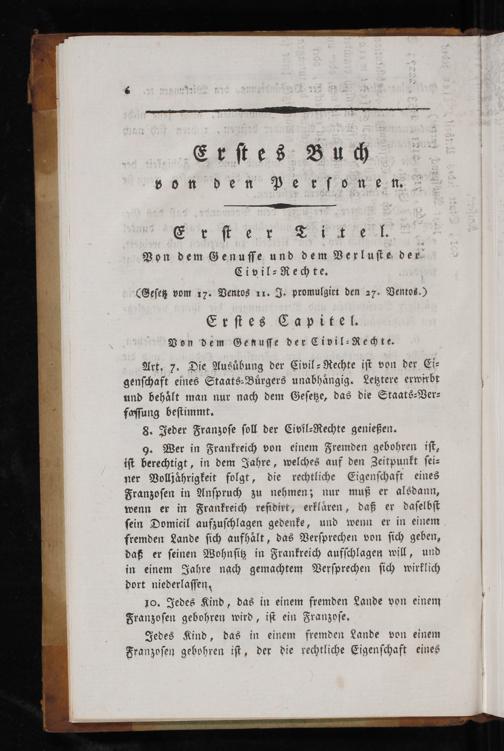 6
Erstes Buch
von den Personen.
Erster Titel.
Von dem Genusse und dem Verluste der
Civil-Rechte.
(Gesetz vom 17. Ventos 11. J. promulgirt den 27. Ventos.)
Erstes Capitel.
Von dem Genusse der Civil-Rechte.
Art. 7. Die Ausübung der Civil-Rechte ist von der Ei-
genschaft eines Staats-Bürgers unabhängig. Letztere erwirbt
und behält man nur nach dem Gesetze, das die Staats-Ver-
fassung bestimmt.
8. Jeder Franzose soll der Civil-Rechte genießen.
9. Wer in Frankreich von einem Fremden gebohren ist,
ist berechtigt, in dem Jahre, welches auf den Zeitpunkt sei-
ner Volljährigkeit folgt, die rechtliche Eigenschaft eines
Franzosen in Anspruch zu nehmen; nur muß er alsdann,
wenn er in Frankreich residirt, erklären, daß er daselbst
sein Domicil aufzuschlagen gedenke, und wenn er in einem
fremden Lande sich aufhält, das Versprechen von sich geben,
daß er seinen Wohnsitz in Frankreich aufschlagen will, und
in einem Jahre nach gemachtem Versprechen sich wirklich
dort niederlassen.
10. Jedes Kind, das in einem fremden Lande von einem
Franzosen gebohren wird, ist ein Franzose.
Jedes Kind, das in einem fremden Lande von einem
Franzosen gebohren ist, der die rechtliche Eigenschaft eines